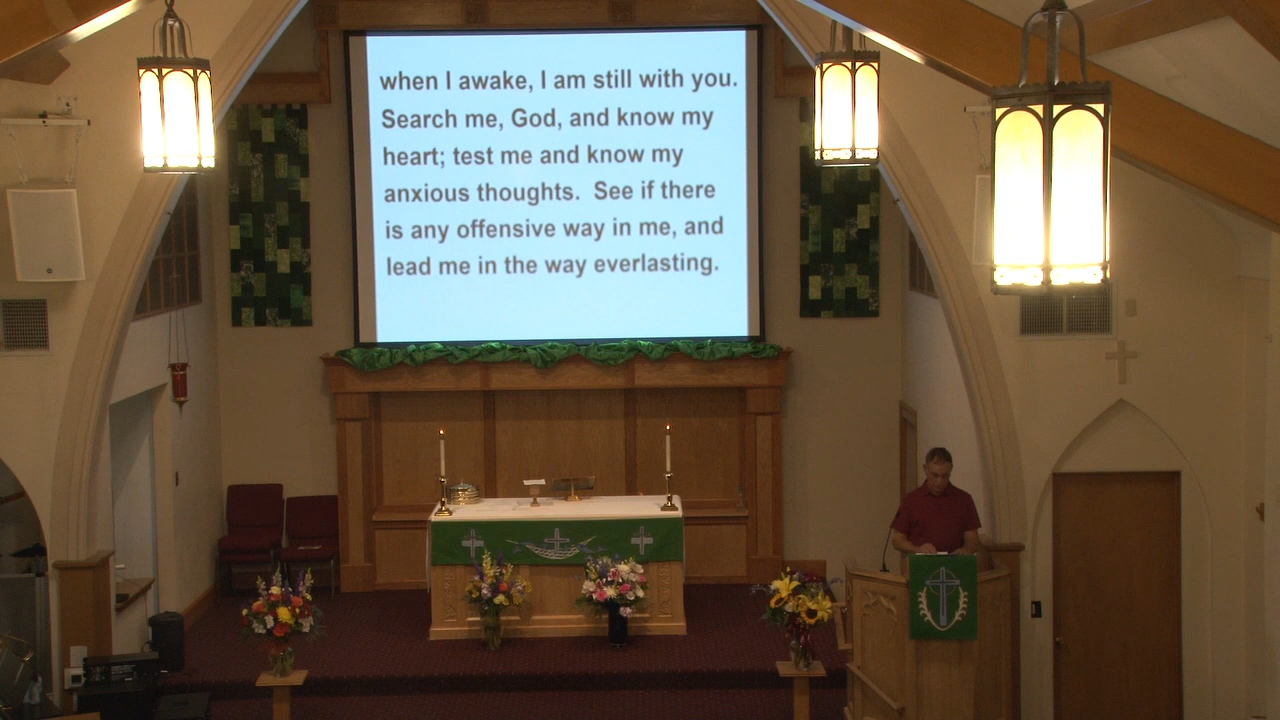 when I awake, I am still with you.
Search me, God, and know my
heart; test me and know my
anxious thoughts.  See if there
is any offensive way in me, and
lead me in the way everlasting.